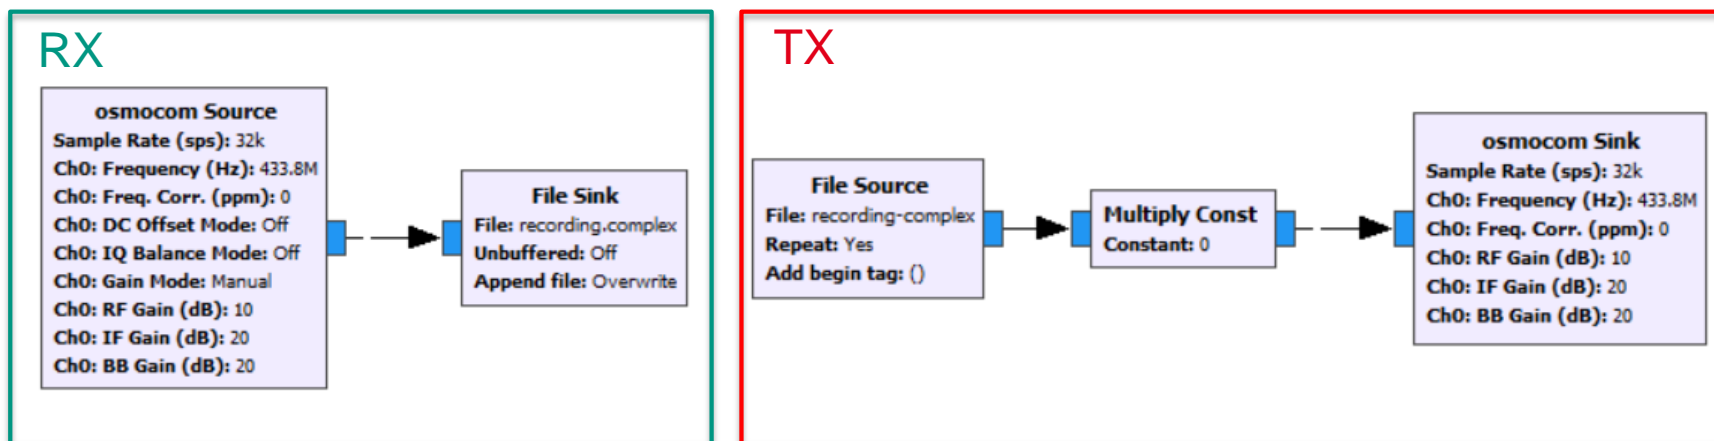 RX
osmocom Source
Sample Rate (sps): 32k
Ch0: Frequency (Hz): 433.8M
Ch0: Freq. Corr. (ppm): 0
Ch0: DC Offset Mode: Off
Ch0: IQ Balance Mode: Off
Ch0: Gain Mode: Manual
Ch0: RF Gain (dB): 10
Ch0: IF Gain (dB): 20
Ch0: BB Gain (dB): 20
File Sink
File: recording.complex
Unbuffered: Off
Append file: Overwrite
TX
File Source
File: recording-complex
Repeat: Yes
Add begin tag: ()
Multiply Const
Constant: 0
osmocom Sink
Sample Rate (sps): 32k
Ch0: Frequency (Hz): 433.8M
Ch0: Freq. Corr. (ppm): 0
Ch0: RF Gain (dB): 10
Ch0: IF Gain (dB): 20
Ch0: BB Gain (dB): 20